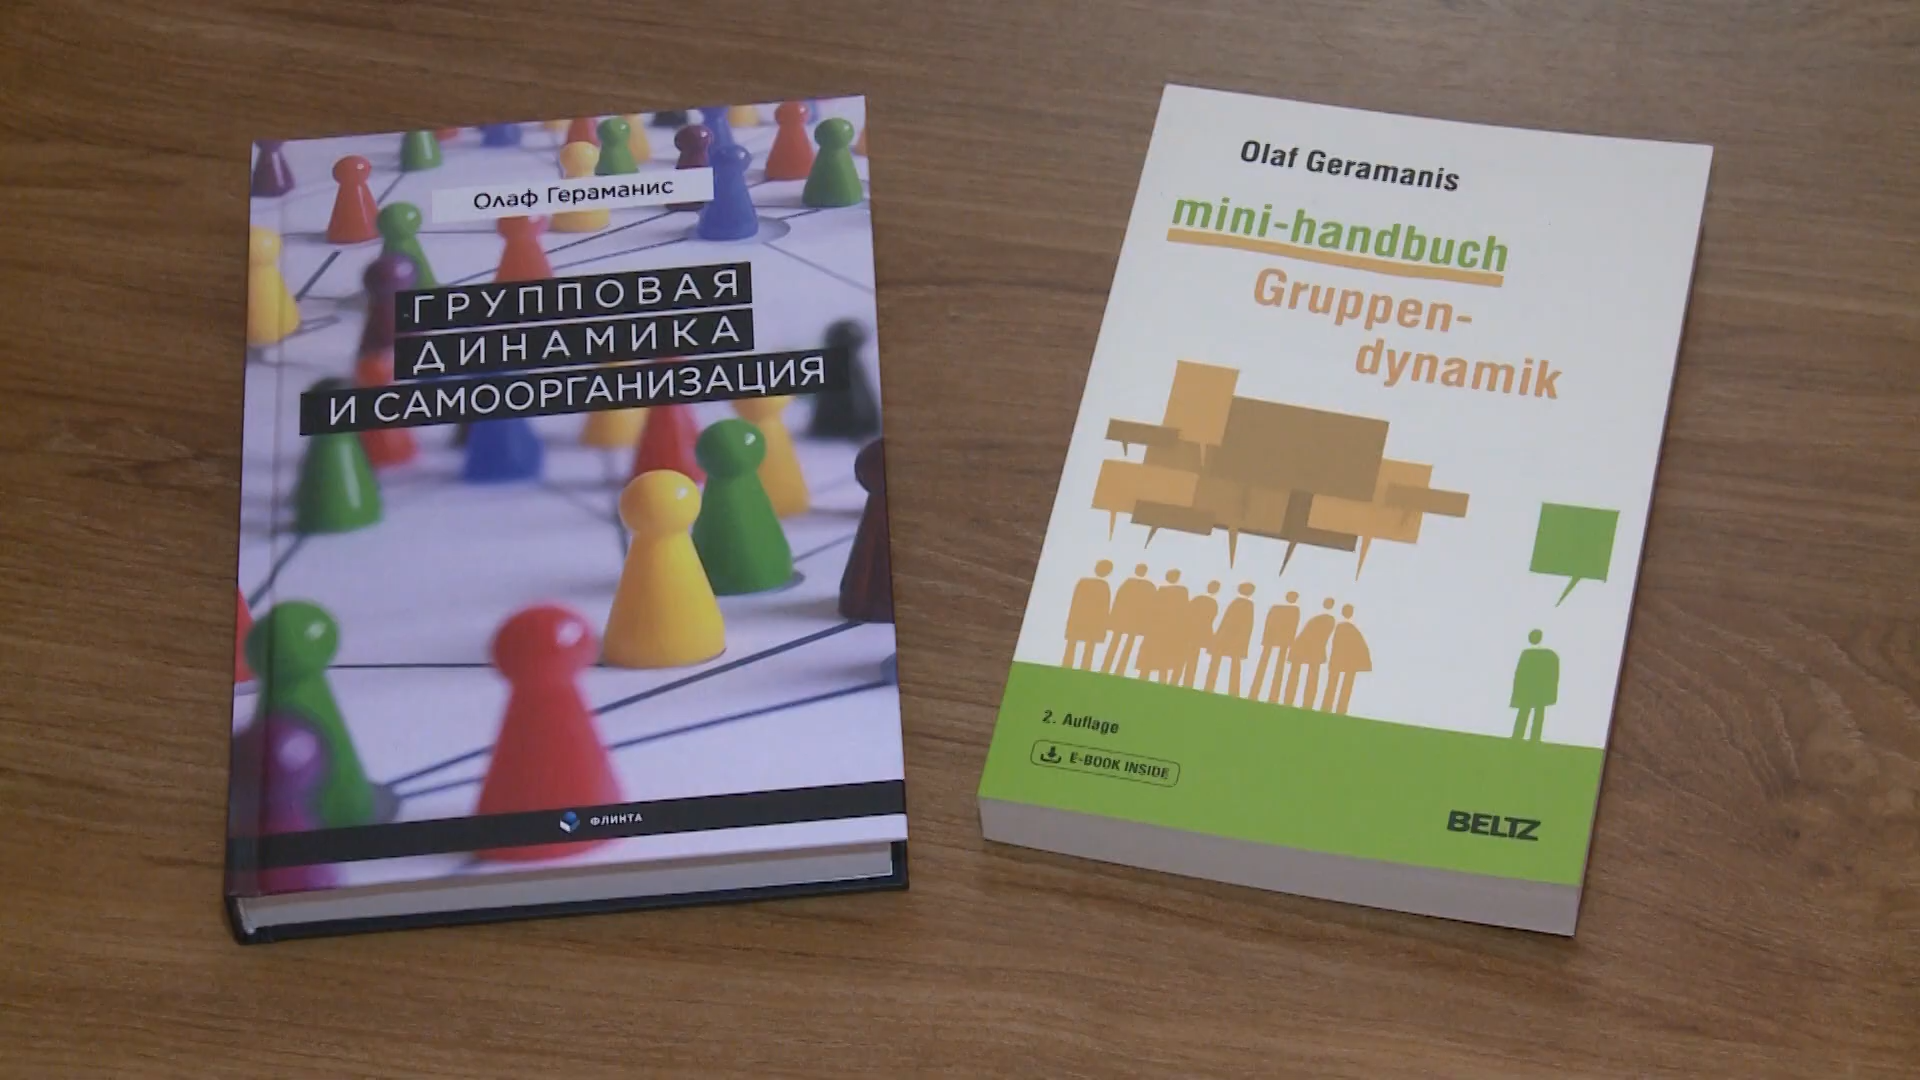 Олаф Гераманис
ГРУППОВАЯ
ДИНАМИКА
И САМООРГАНИЗАЦИЯ
ФЛИНТА
Olaf Geramanis
mini-handbuch
Gruppen-
dynamik
2. Auflage
E-BOOK INSIDE
BELTZ